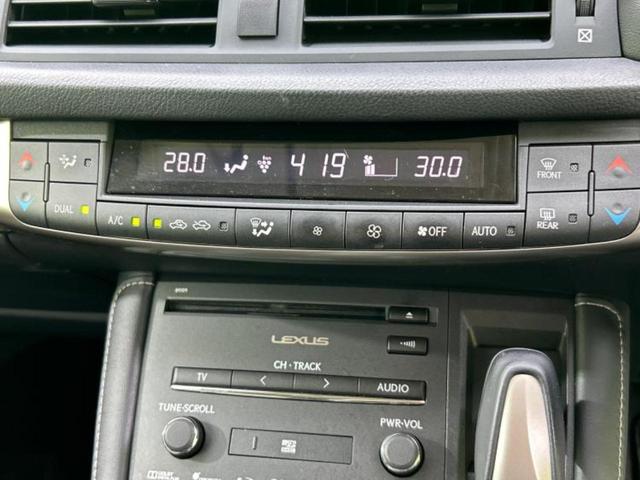 28.0 419 30.0
FRONT
DUAL
A/C
OFF
AUTO
REAR
LEXUS
CH·TRACK
TV
AUDIO
TUNE·SCROLL
PWR·VOL